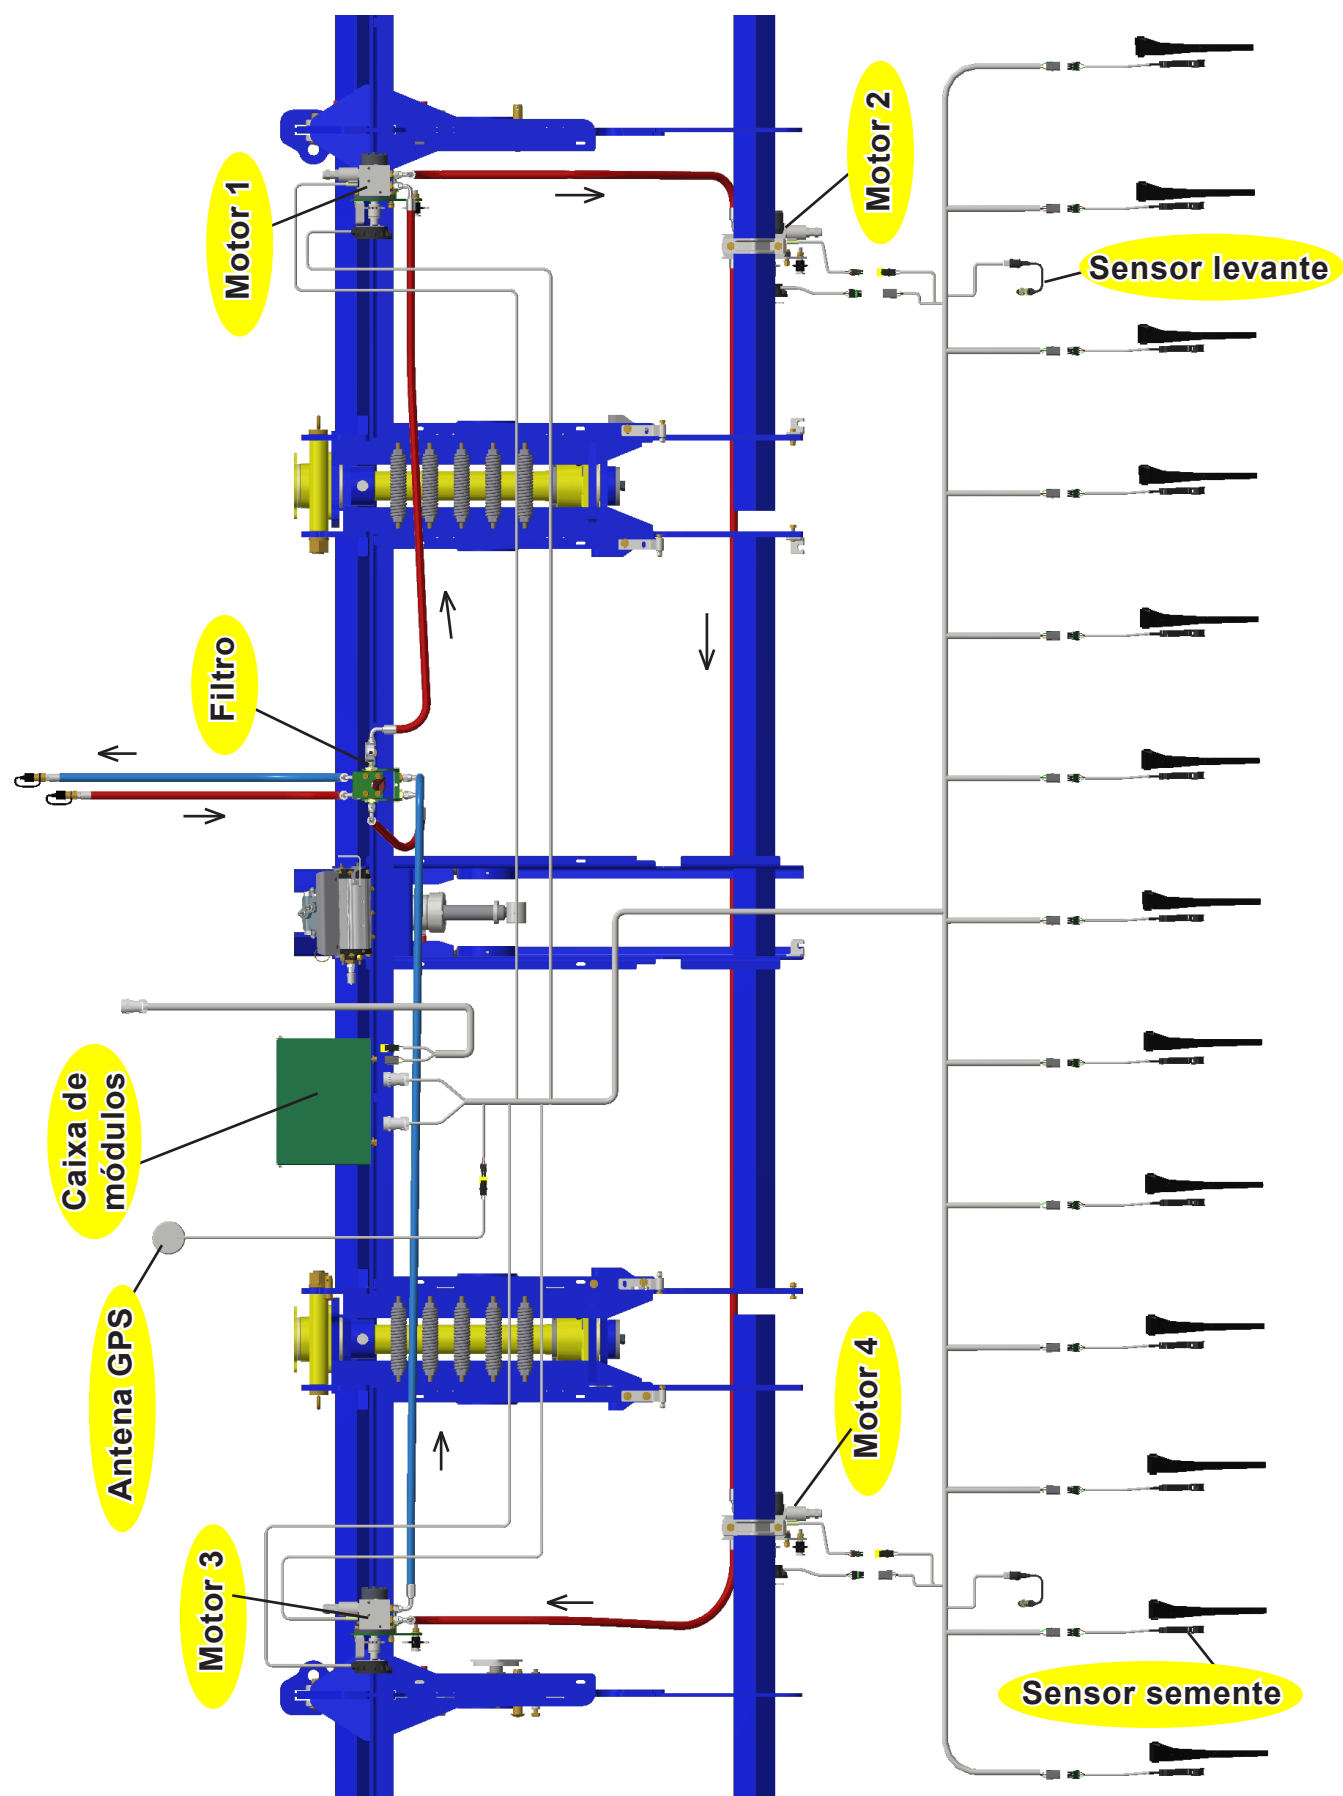 Motor 1
Motor 2
Sensor levante
Filtro
Caixa de
módulos
Antena GPS
Motor 4
Motor 3
Sensor semente